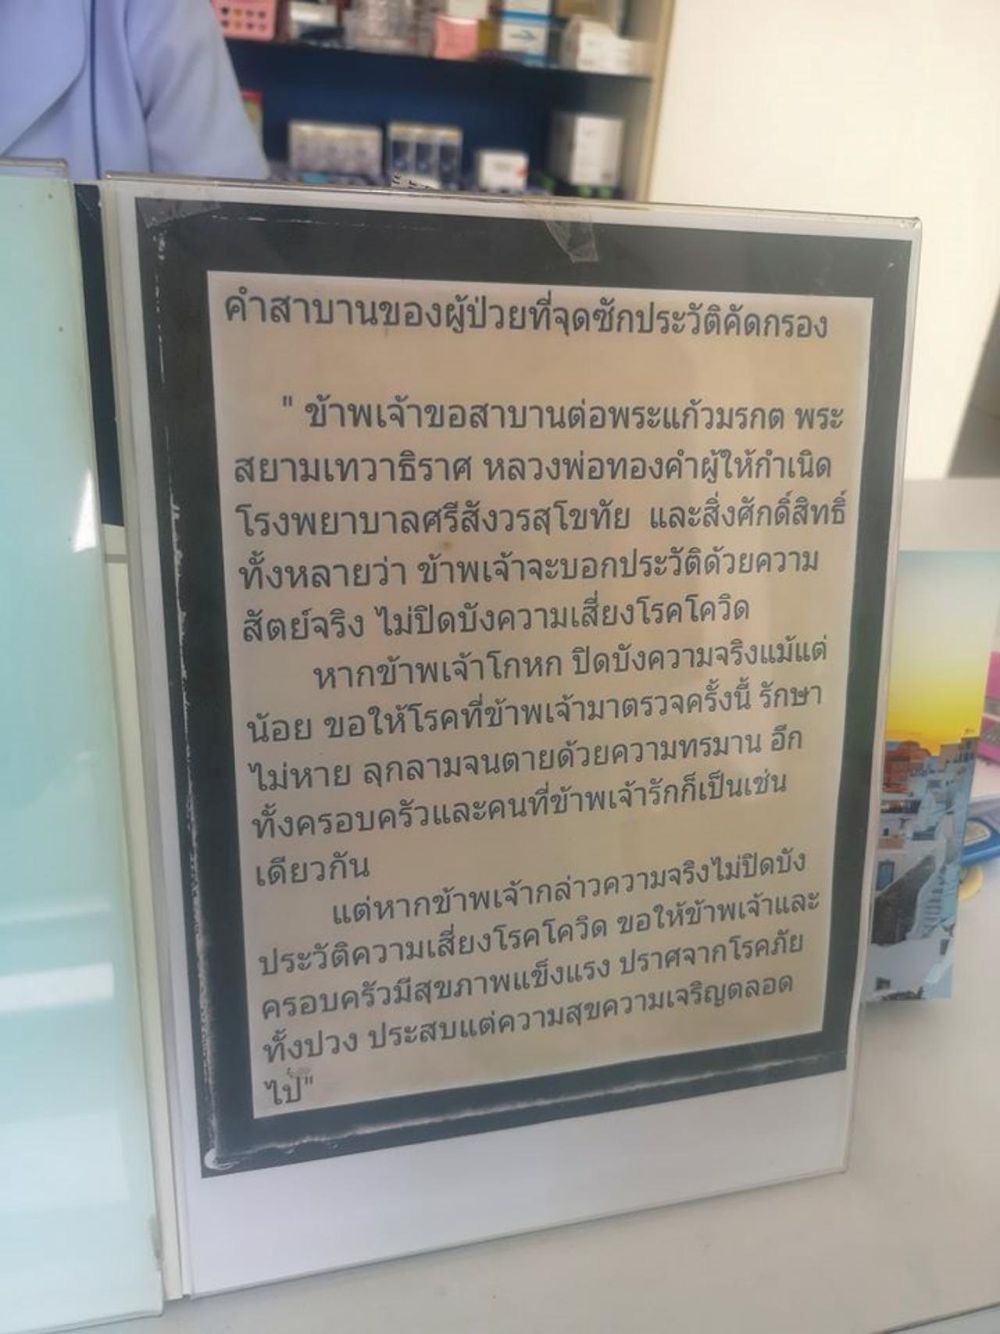 คำสาบานของผู้ป่วยที่จุดซักประวัติคัดกรอง
" ข้าพเจ้าขอสาบานต่อพระแก้วมรกต พระ
สยามเทวาธิราศ หลวงพ่อทองคำผู้ให้กำเนิด
โรงพยาบาลศรีสังวรสุโขทัย และสิ่งศักดิ์สิทธิ์
ทั้งหลายว่า ข้าพเจ้าจะบอกประวัติด้วยความ
สัตย์จริง ไม่ปิดบังความเสี่ยงโรคโควิด
หากข้าพเจ้าโกหก ปิดบังความจริงแม้แต่
น้อย ขอให้โรคที่ข้าพเจ้ามาตรวจครั้งนี้ รักษา
ไม่หาย ลุกลามจนตายด้วยความทรมาน อีก
ทั้งครอบครัวและคนที่ข้าพเจ้ารักก็เป็นเช่น
เดียวกัน
แต่หากข้าพเจ้ากล่าวความจริงไม่ปิดบัง
ประวัติความเสี่ยงโรคโควิด ขอให้ข้าพเจ้าและ
ครอบครัวมีสุขภาพแข็งแรง ปราศจากโรคภัย
ทั้งปวง ประสบแต่ความสุขความเจริญตลอด
ไป"